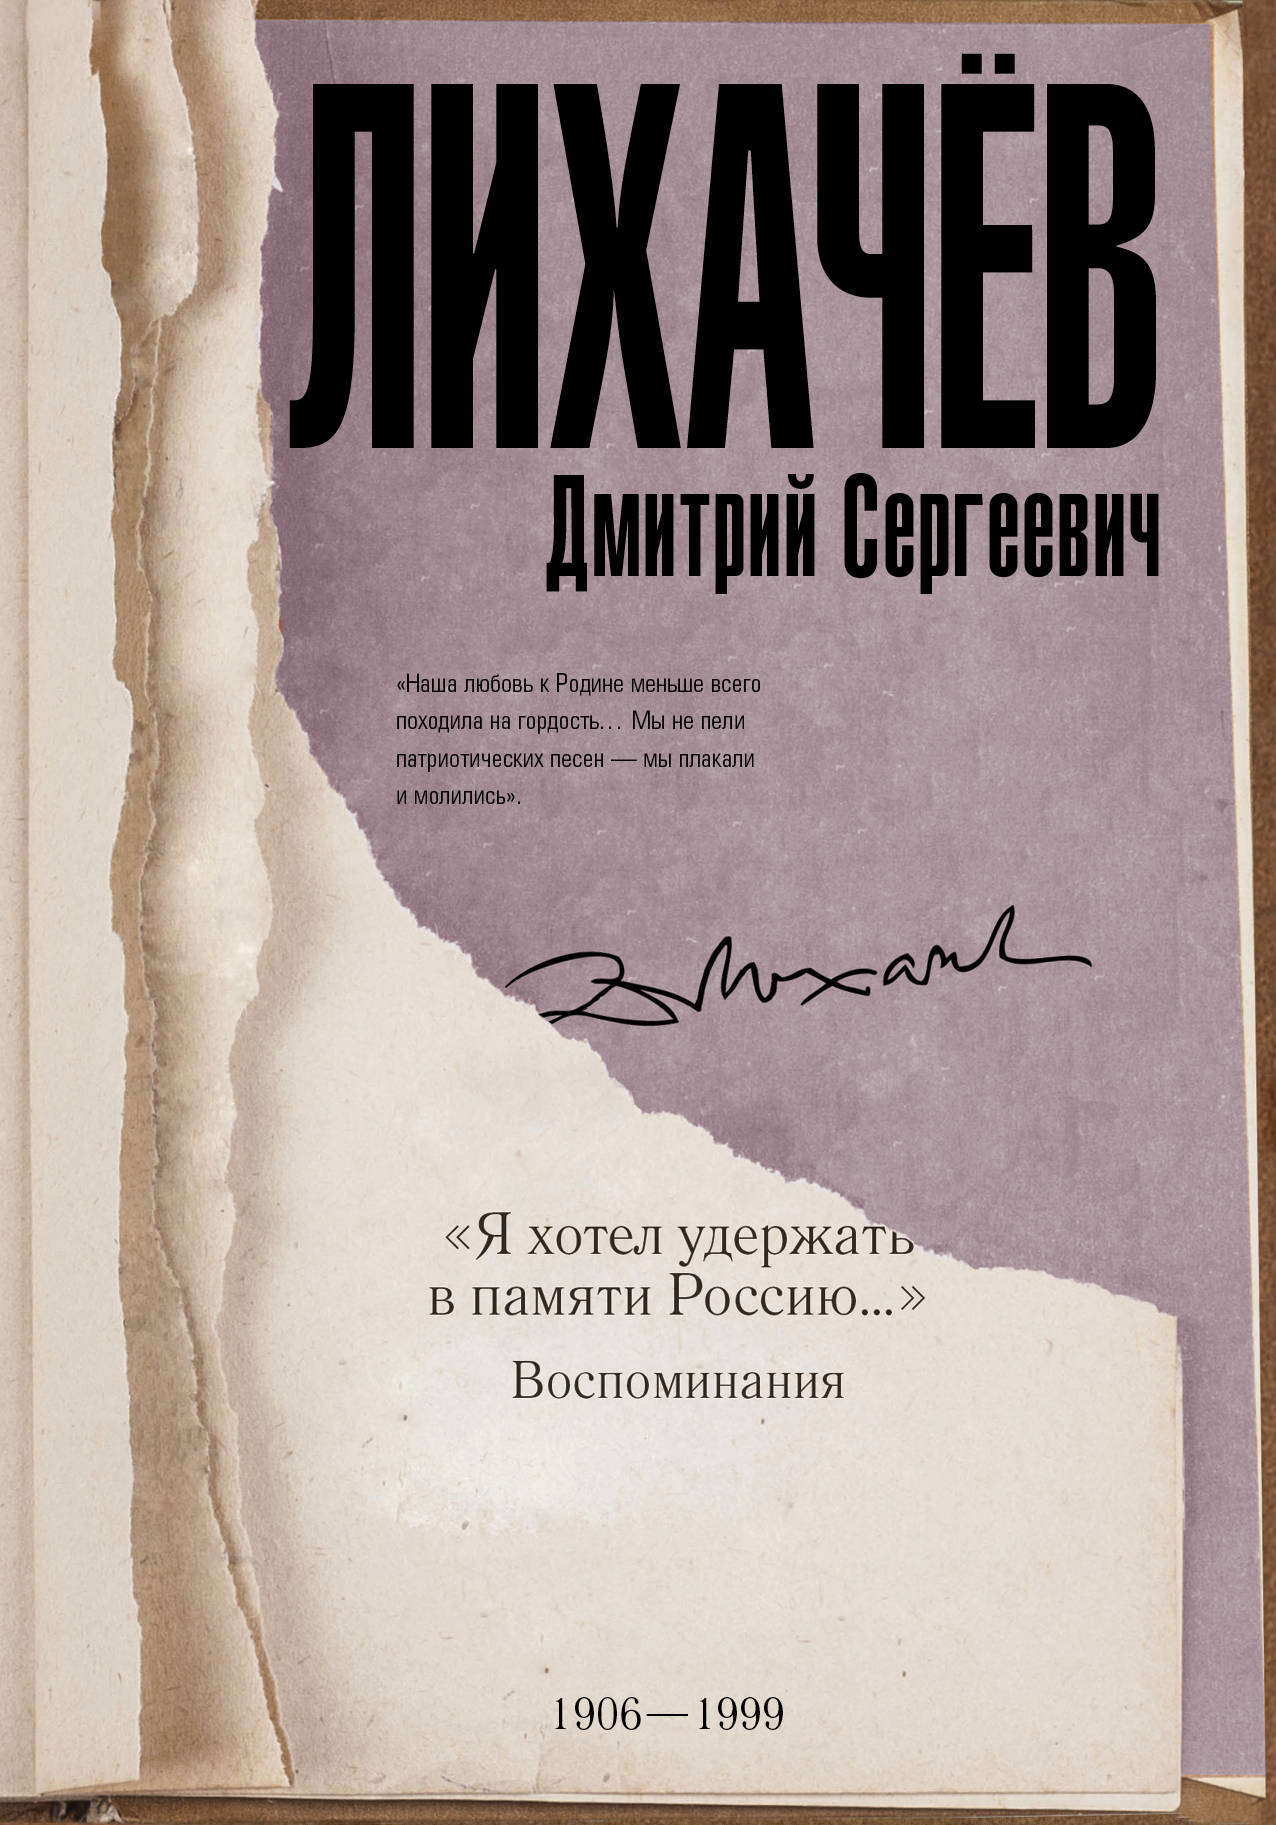 ЛИХАЧЁВ
Дмитрий Сергеевич
«Наша любовь к Родине меньше всего
походила на гордость... Мы не пели
патриотических песен — мы плакали
и молились».
Д Лихачев
«Я хотел удержать
в памяти Россию...»
Воспоминания
1906—1999